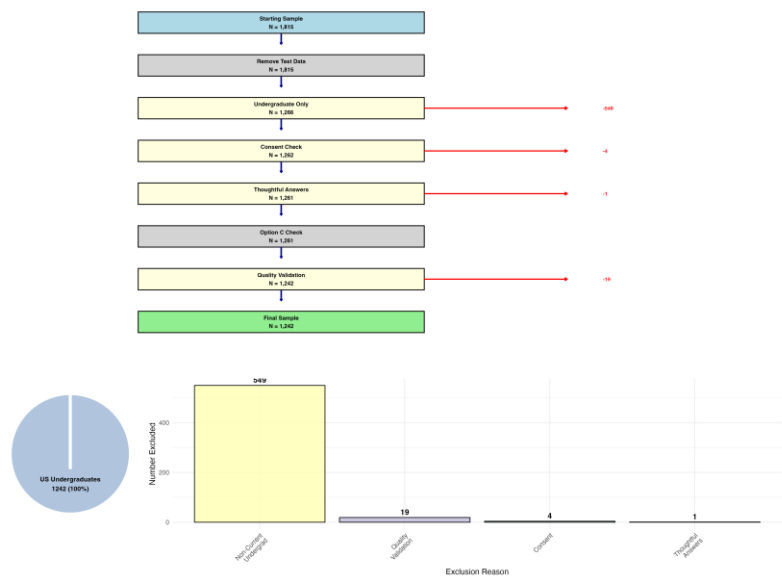 Starting Sample
N = 1,815
Remove Test Data
N = 1,815
Undergraduate Only
N = 1,266
-549
Consent Check
N = 1,262
-4
Thoughtful Answers
N = 1,261
-1
Option C Check
N = 1,261
Quality Validation
N = 1,242
-19
Final Sample
N = 1,242
US Undergraduates
1242 (100%)
Number Excluded
400
200
0
549
19
4
1
Non-Current
Undergrad
Quality
Validation
Consent
Thoughtful
Answers
Exclusion Reason